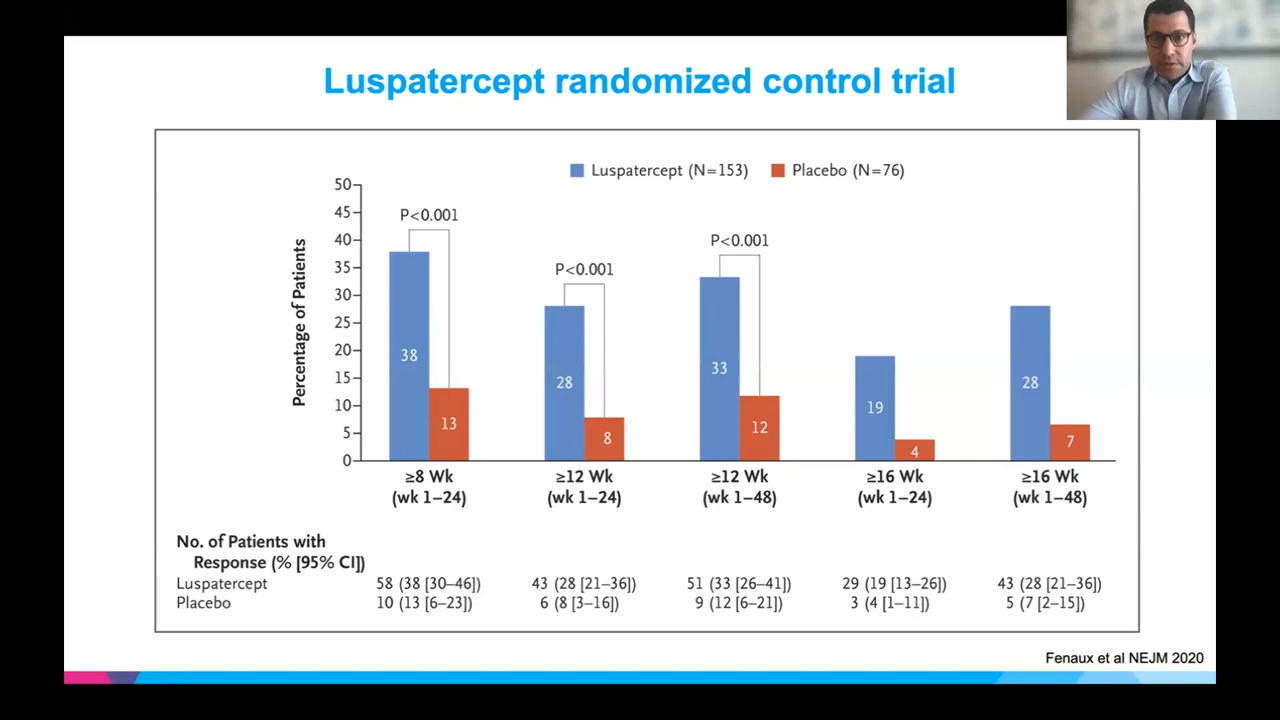 Luspatercept randomized control trial
Luspatercept (N=153) Placebo (N=76)
50
45
40
35
30
25
20
15
10
5
0
Percentage of Patients
P<0.001
P<0.001
P<0.001
38
13
28
8
33
12
19
4
28
7
≥8 Wk
(wk 1–24)
≥12 Wk
(wk 1–24)
≥12 Wk
(wk 1–48)
≥16 Wk
(wk 1–24)
≥16 Wk
(wk 1–48)
No. of Patients with
Response (% [95% CI])
Luspatercept 58 (38 [30–46]) 43 (28 [21–36]) 51 (33 [26–41]) 29 (19 [13–26]) 43 (28 [21–36])
Placebo 10 (13 [6–23]) 6 (8 [3–16]) 9 (12 [6–21]) 3 (4 [1–11]) 5 (7 [2–15])
Fenaux et al NEJM 2020